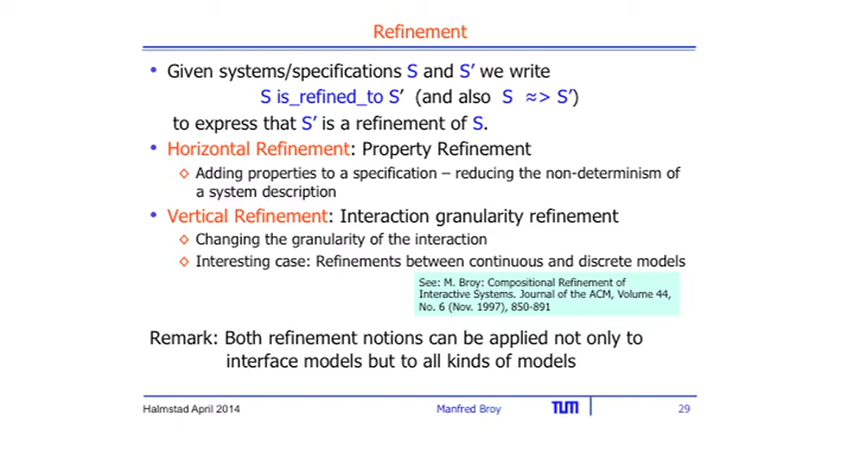 Refinement
• Given systems/specifications S and S’ we write
S is_refined_to S’ (and also S ≈> S’)
to express that S’ is a refinement of S.
• Horizontal Refinement: Property Refinement
◊ Adding properties to a specification – reducing the non-determinism of
a system description
• Vertical Refinement: Interaction granularity refinement
◊ Changing the granularity of the interaction
◊ Interesting case: Refinements between continuous and discrete models
See: M. Broy: Compositional Refinement of
Interactive Systems. Journal of the ACM, Volume 44,
No. 6 (Nov. 1997), 850-891
Remark: Both refinement notions can be applied not only to
interface models but to all kinds of models
Halmstad April 2014 Manfred Broy TUM 29